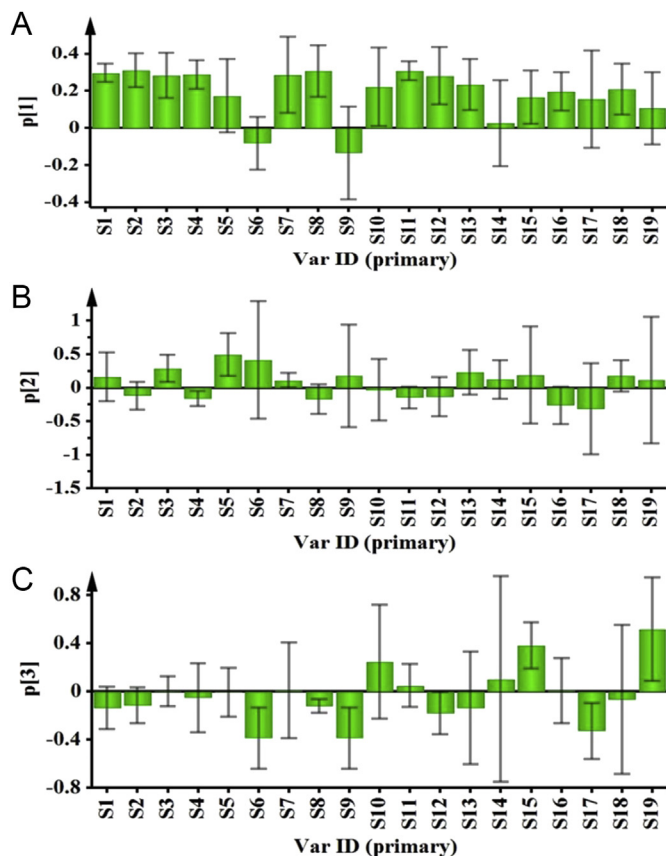 A
p[1]
0.4
0.2
0
-0.2
-0.4
S1 S2 S3 S4 S5 S6 S7 S8 S9 S10 S11 S12 S13 S14 S15 S16 S17 S18 S19
Var ID (primary)
B
p[2]
1
0.5
0
-0.5
-1
-1.5
S1 S2 S3 S4 S5 S6 S7 S8 S9 S10 S11 S12 S13 S14 S15 S16 S17 S18 S19
Var ID (primary)
C
p[3]
0.8
0.4
0
-0.4
-0.8
S1 S2 S3 S4 S5 S6 S7 S8 S9 S10 S11 S12 S13 S14 S15 S16 S17 S18 S19
Var ID (primary)